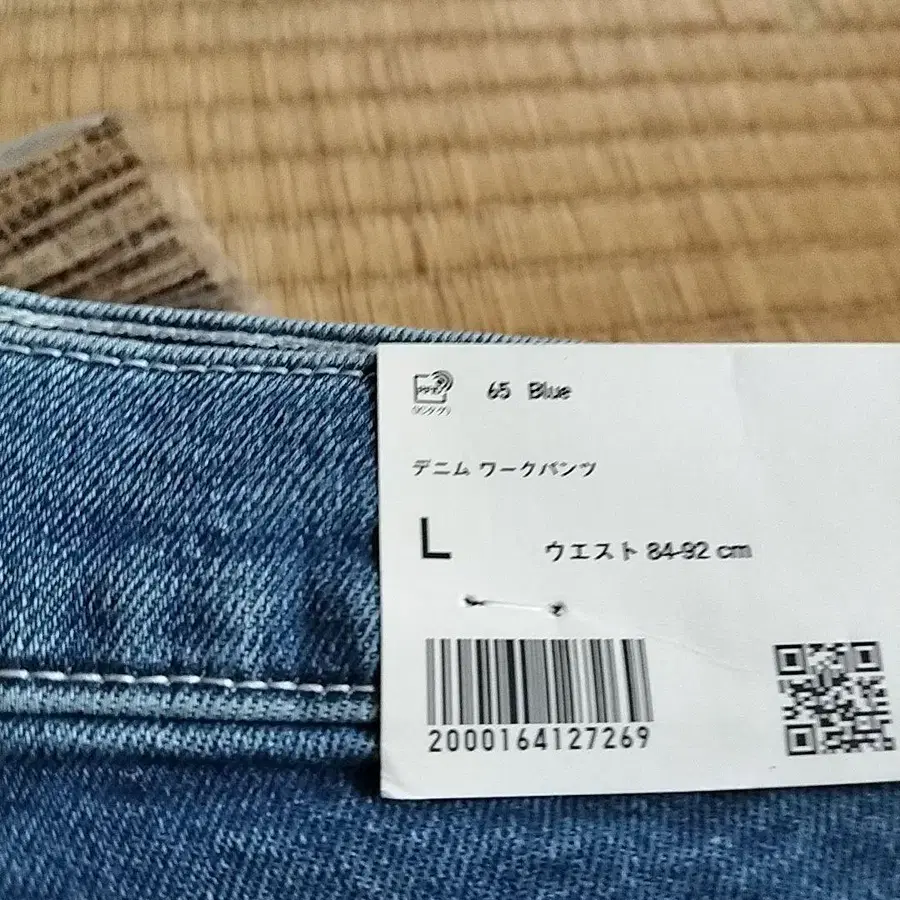 65 Blue
デニム ワークパンツ
L
ウエスト 84-92 cm
2000164127269